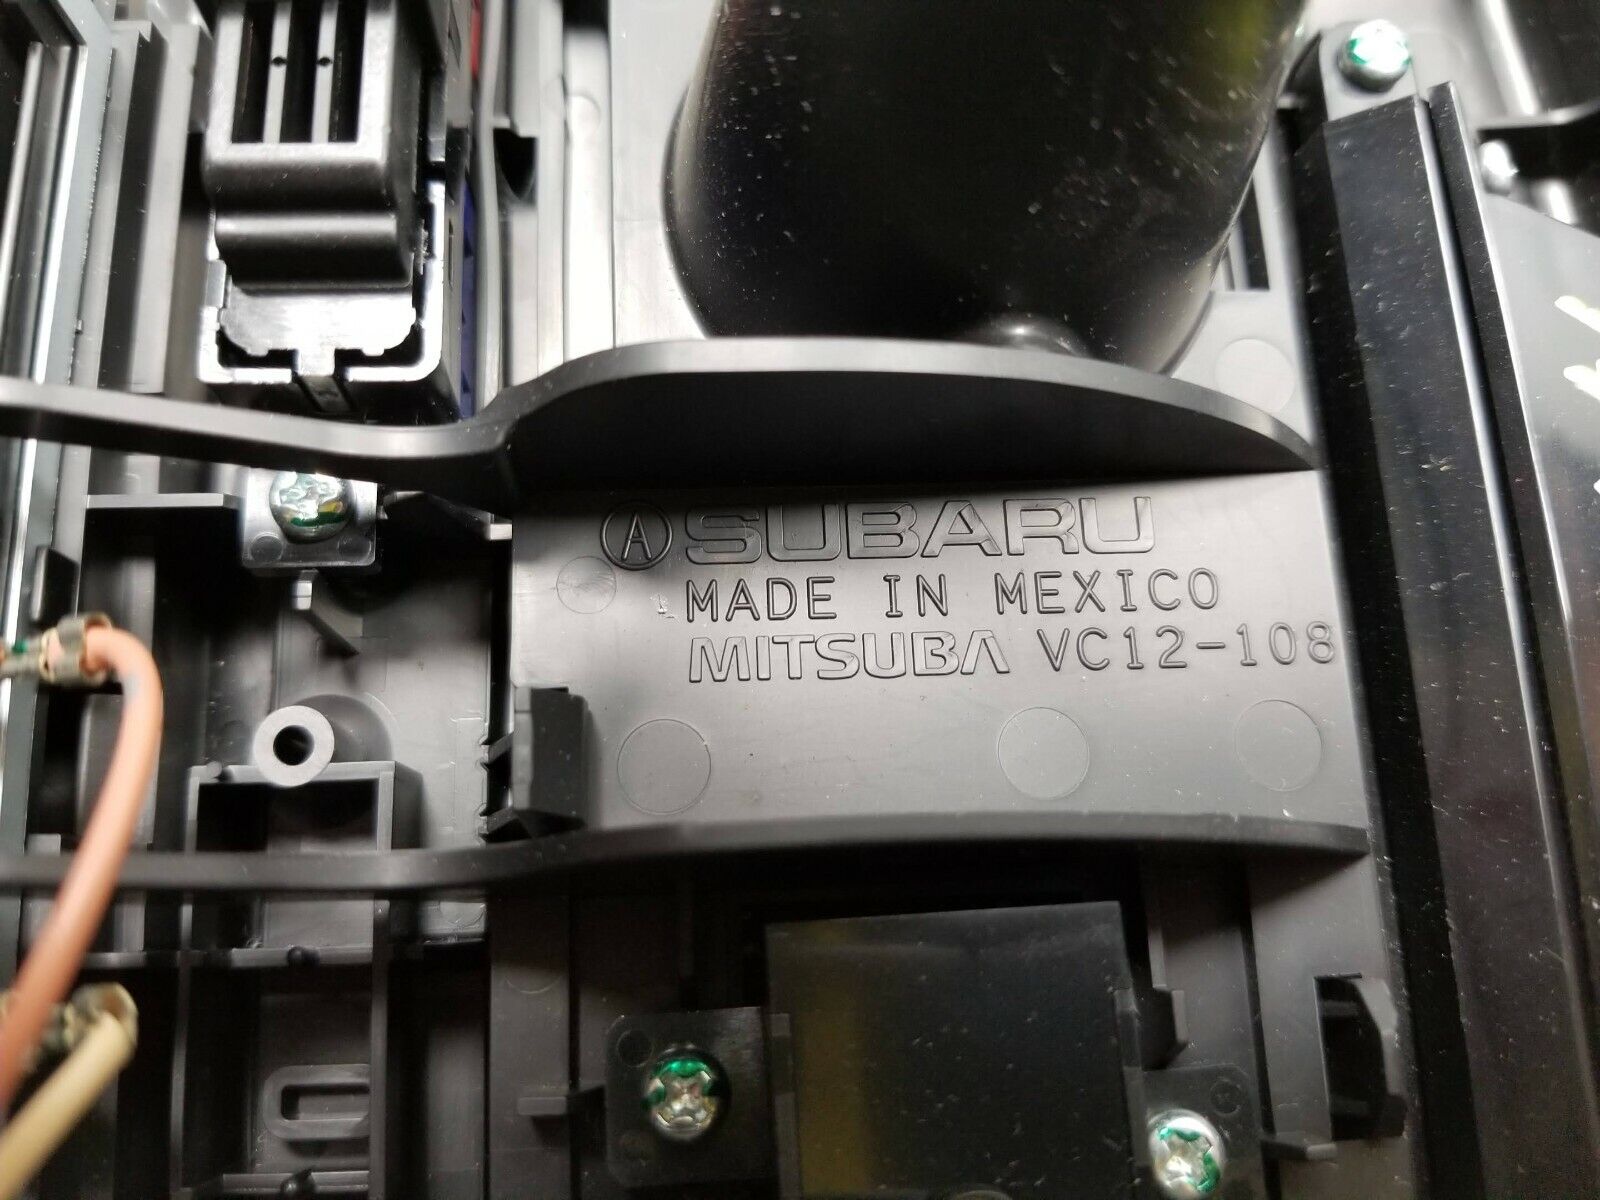 Ⓐ SUBARU
MADE IN MEXICO
MITSUBA VC12-108